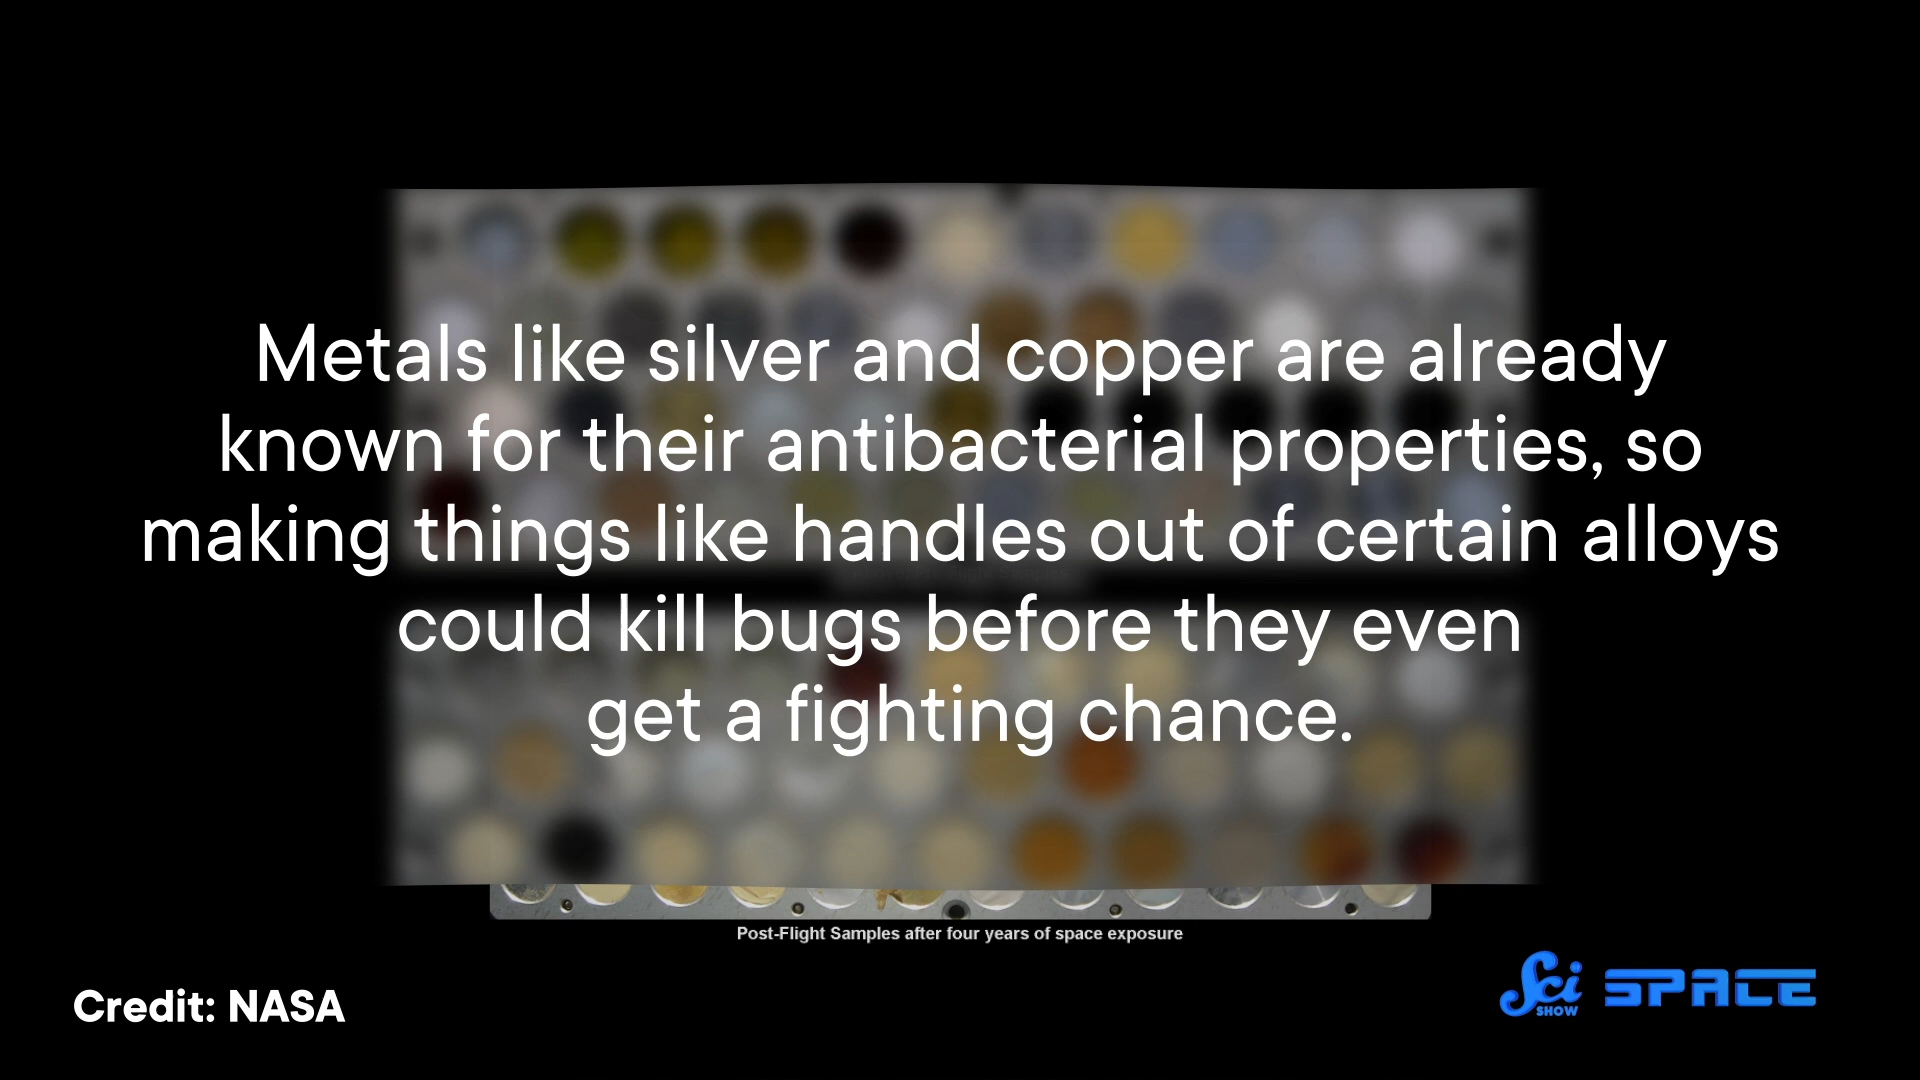 Metals like silver and copper are already
known for their antibacterial properties, so
making things like handles out of certain alloys
could kill bugs before they even
get a fighting chance.
Post-Flight Samples after four years of space exposure
Credit: NASA
Sci SHOW SPACE